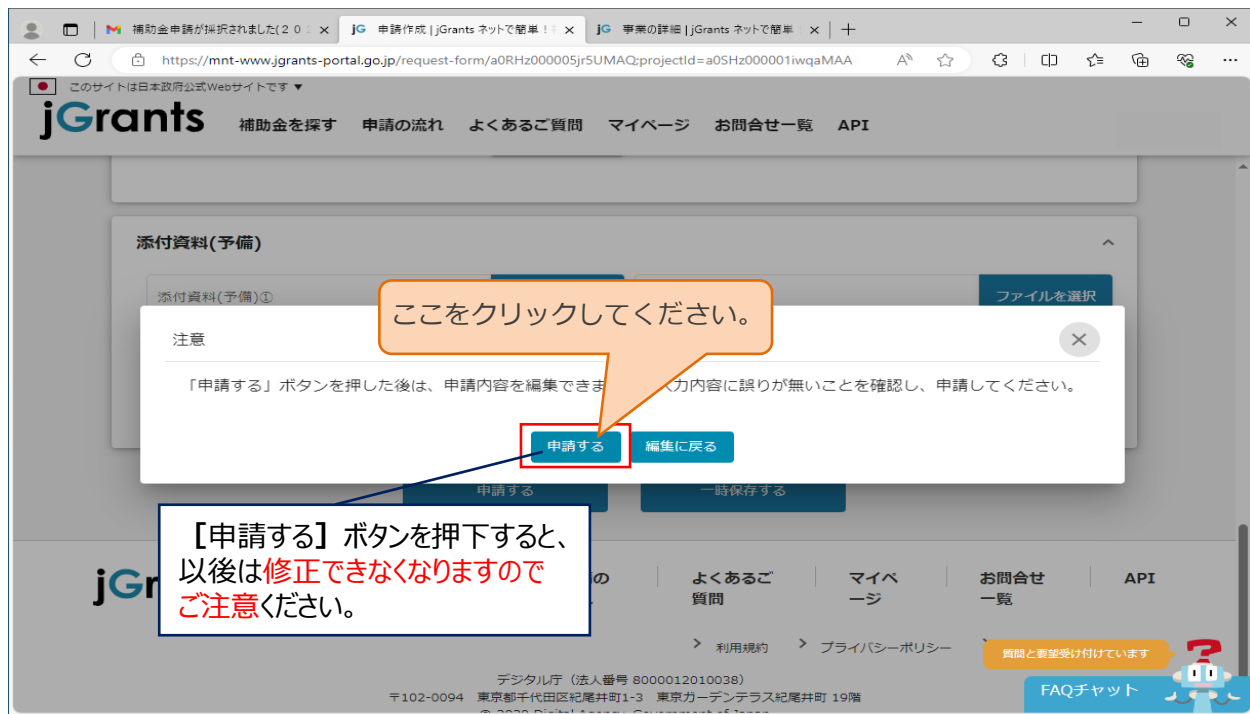 補助金申請が採択されました(２０
jG 申請作成 | jGrants ネットで簡単！
jG 事業の詳細 | jGrants ネットで簡単
https://mnt-www.jgrants-portal.go.jp/request-form/a0RHz000005jr5UMAQ;projectId=a0SHz000001iwqaMAA
このサイトは日本政府公式Webサイトです ▼
jGrants
補助金を探す 申請の流れ よくあるご質問 マイページ お問合せ一覧 API
添付資料(予備)
添付資料(予備)①
ファイルを選択
ここをクリックしてください。
注意
「申請する」ボタンを押した後は、申請内容を編集できま
力内容に誤りが無いことを確認し、申請してください。
申請する 編集に戻る
申請する 一時保存する
［申請する］ボタンを押下すると、
以後は修正できなくなりますので
ご注意ください。
jGr
の
よくあるご
質問
マイペ
ージ
お問合せ
一覧
API
利用規約 プライバシーポリシー
質問と要望受け付けています
FAQチャット
デジタル庁（法人番号 8000012010038）
〒102-0094 東京都千代田区紀尾井町1-3 東京ガーデンテラス紀尾井町 19階
© 2020 Digital Agency, Government of Japan